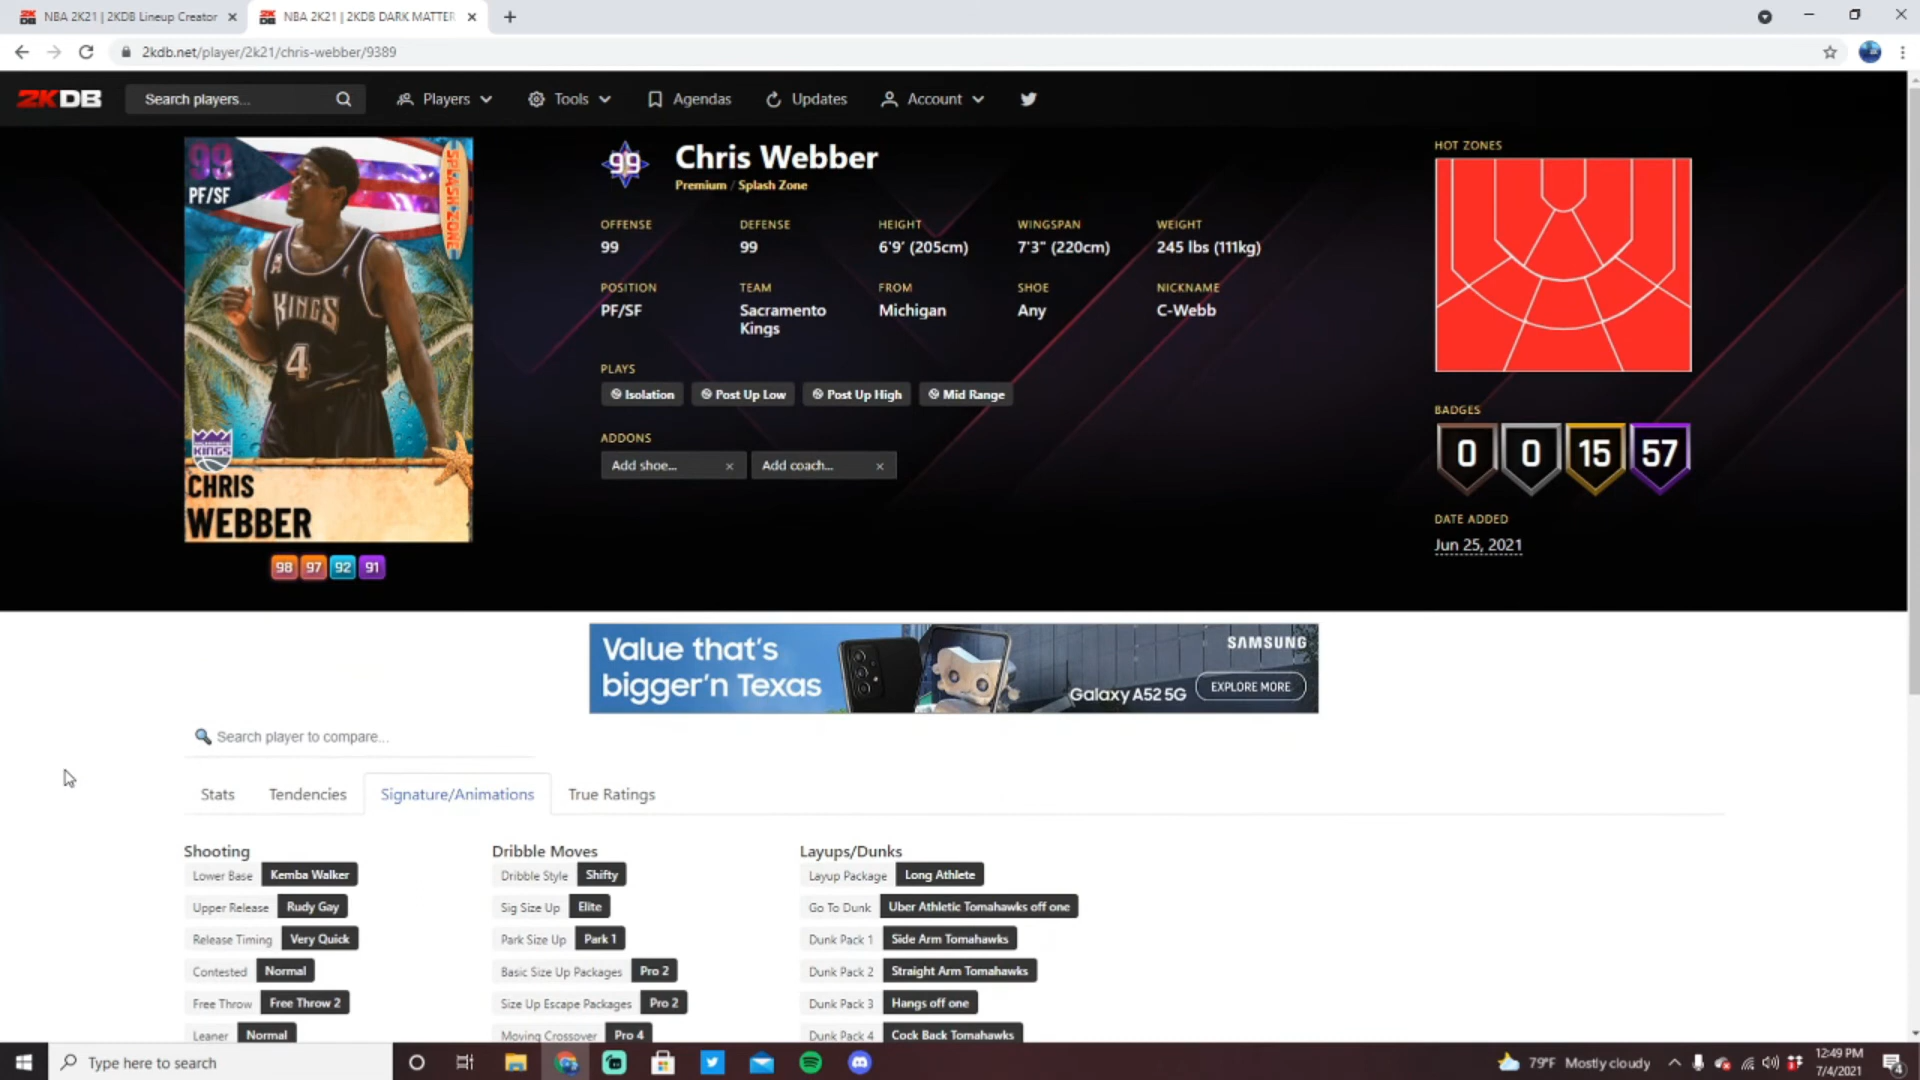 NBA 2K21 | 2KDB Lineup Creator
NBA 2K21 | 2KDB DARK MATTER
2kdb.net/player/2k21/chris-webber/9389
2KDB
Search players...
Players
Tools
Agendas
Updates
Account
99
PF/SF
SPLASH ZONE
KINGS
4
KINGS
CHRIS
WEBBER
98 97 92 91
99
Chris Webber
Premium / Splash Zone
OFFENSE
99
DEFENSE
99
HEIGHT
6'9' (205cm)
WINGSPAN
7'3" (220cm)
WEIGHT
245 lbs (111kg)
POSITION
PF/SF
TEAM
Sacramento
Kings
FROM
Michigan
SHOE
Any
NICKNAME
C-Webb
PLAYS
Isolation
Post Up Low
Post Up High
Mid Range
ADDONS
Add shoe... ×
Add coach... ×
HOT ZONES
BADGES
0 0 15 57
DATE ADDED
Jun 25, 2021
Value that's
bigger'n Texas
SAMSUNG
Galaxy A52 5G
EXPLORE MORE
Search player to compare...
Stats
Tendencies
Signature/Animations
True Ratings
Shooting
Lower Base Kemba Walker
Upper Release Rudy Gay
Release Timing Very Quick
Contested Normal
Free Throw Free Throw 2
Leaner Normal
Dribble Moves
Dribble Style Shifty
Sig Size Up Elite
Park Size Up Park 1
Basic Size Up Packages Pro 2
Size Up Escape Packages Pro 2
Moving Crossover Pro 4
Layups/Dunks
Layup Package Long Athlete
Go To Dunk Uber Athletic Tomahawks off one
Dunk Pack 1 Side Arm Tomahawks
Dunk Pack 2 Straight Arm Tomahawks
Dunk Pack 3 Hangs off one
Dunk Pack 4 Cock Back Tomahawks
Type here to search
79°F Mostly cloudy
12:49 PM
7/4/2021
4